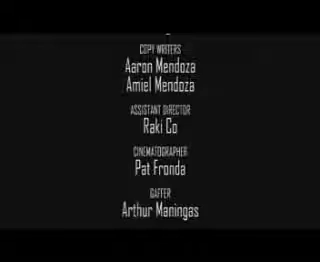 COPY WRITERS
Aaron Mendoza
Amiel Mendoza
ASSISTANT DIRECTOR
Raki Co
CINEMATOGRAPHER
Pat Fronda
GAFFER
Arthur Maningas